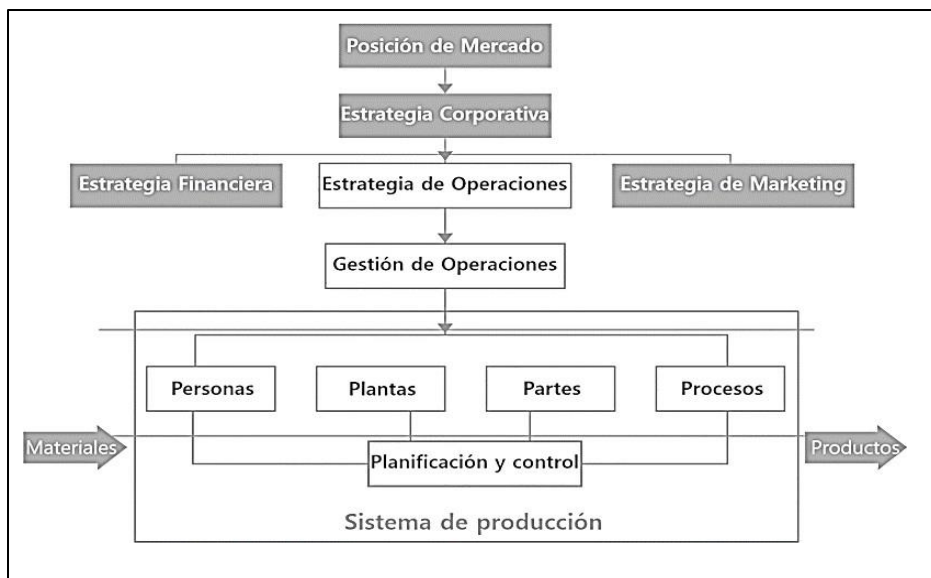 Posición de Mercado
Estrategia Corporativa
Estrategia Financiera
Estrategia de Operaciones
Estrategia de Marketing
Gestión de Operaciones
Personas
Plantas
Partes
Procesos
Materiales
Planificación y control
Productos
Sistema de producción